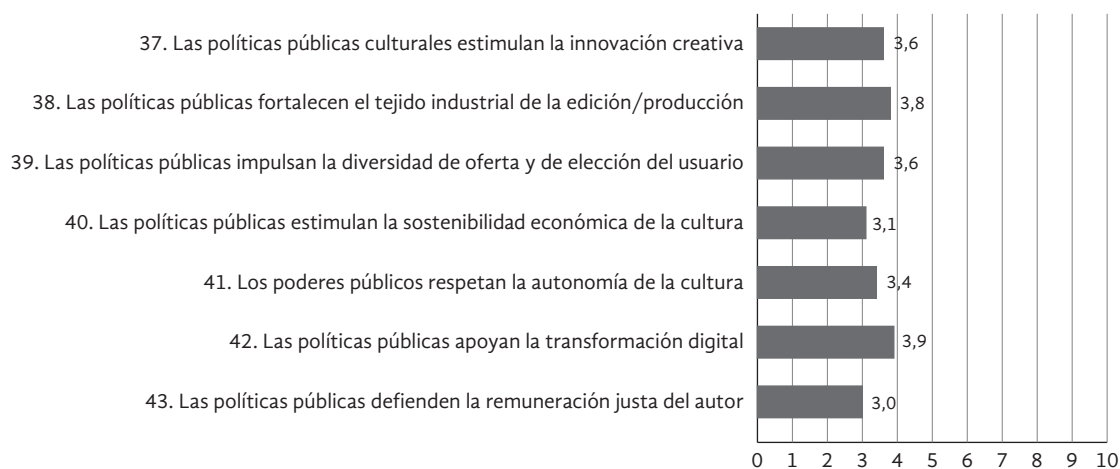 37. Las políticas públicas culturales estimulan la innovación creativa 3,6
38. Las políticas públicas fortalecen el tejido industrial de la edición/producción 3,8
39. Las políticas públicas impulsan la diversidad de oferta y de elección del usuario 3,6
40. Las políticas públicas estimulan la sostenibilidad económica de la cultura 3,1
41. Los poderes públicos respetan la autonomía de la cultura 3,4
42. Las políticas públicas apoyan la transformación digital 3,9
43. Las políticas públicas defienden la remuneración justa del autor 3,0
0 1 2 3 4 5 6 7 8 9 10